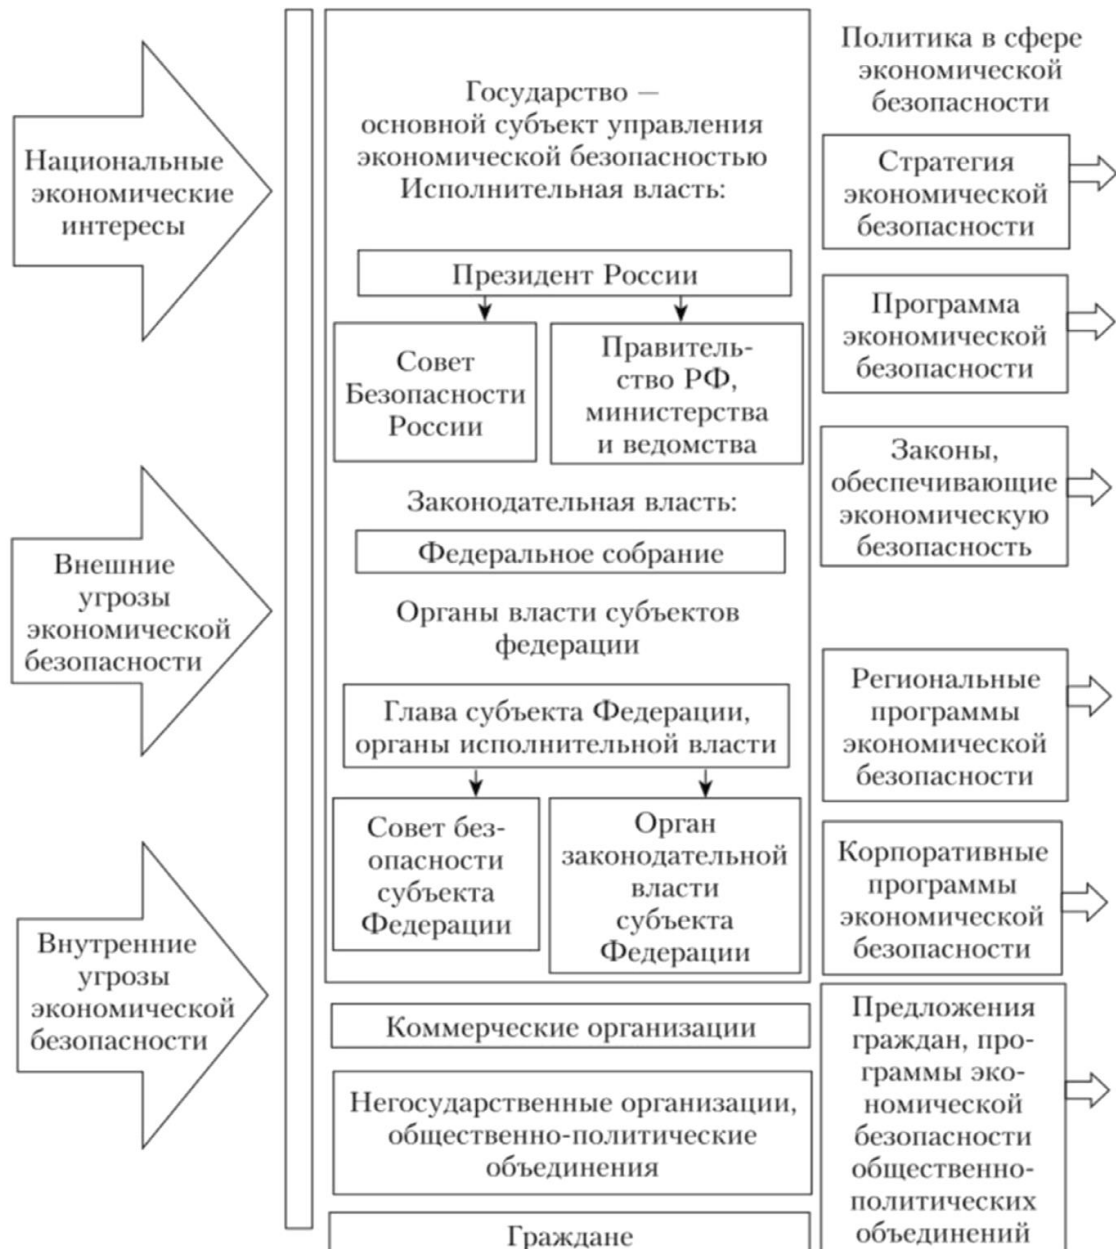 Национальные
экономические
интересы
Внешние
угрозы
экономической
безопасности
Внутренние
угрозы
экономической
безопасности
Государство —
основной субъект управления
экономической безопасностью
Исполнительная власть:
Президент России
Совет
Безопасности
России
Правитель-
ство РФ,
министерства
и ведомства
Законодательная власть:
Федеральное собрание
Органы власти субъектов
федерации
Глава субъекта Федерации,
органы исполнительной власти
Совет без-
опасности
субъекта
Федерации
Орган
законодательной
власти
субъекта
Федерации
Коммерческие организации
Негосударственные организации,
общественно-политические
объединения
Граждане
Политика в сфере
экономической
безопасности
Стратегия
экономической
безопасности
Программа
экономической
безопасности
Законы,
обеспечивающие
экономическую
безопасность
Региональные
программы
экономической
безопасности
Корпоративные
программы
экономической
безопасности
Предложения
граждан, про-
граммы эко-
номической
безопасности
общественно-
политических
объединений